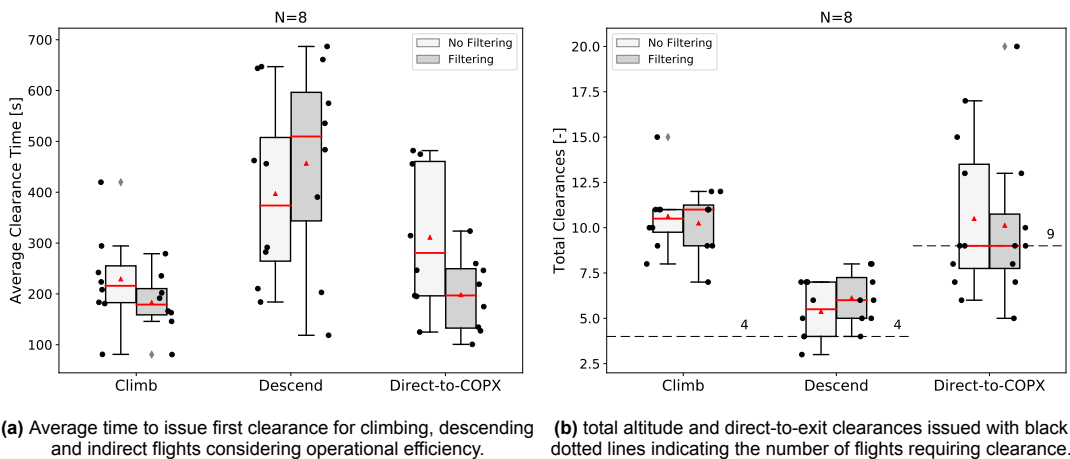 N=8
Average Clearance Time [s]
700
600
500
400
300
200
100
No Filtering
Filtering
Climb
Descend
Direct-to-COPX
(a) Average time to issue first clearance for climbing, descending
and indirect flights considering operational efficiency.
N=8
Total Clearances [-]
20.0
17.5
15.0
12.5
10.0
7.5
5.0
2.5
No Filtering
Filtering
9
4
4
Climb
Descend
Direct-to-COPX
(b) total altitude and direct-to-exit clearances issued with black
dotted lines indicating the number of flights requiring clearance.